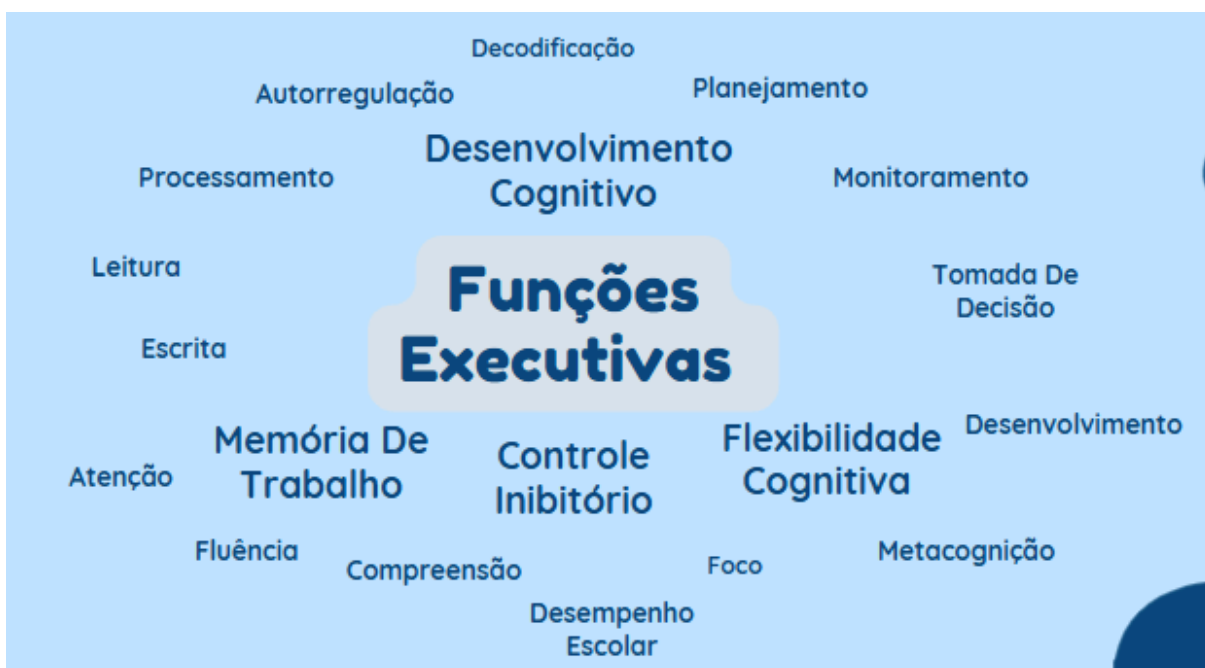 Decodificação
Autorregulação
Planejamento
Desenvolvimento
Cognitivo
Processamento
Monitoramento
Leitura
Funções
Executivas
Tomada De
Decisão
Escrita
Memória De
Trabalho
Controle
Inibitório
Flexibilidade
Cognitiva
Desenvolvimento
Atenção
Fluência
Compreensão
Foco
Metacognição
Desempenho
Escolar